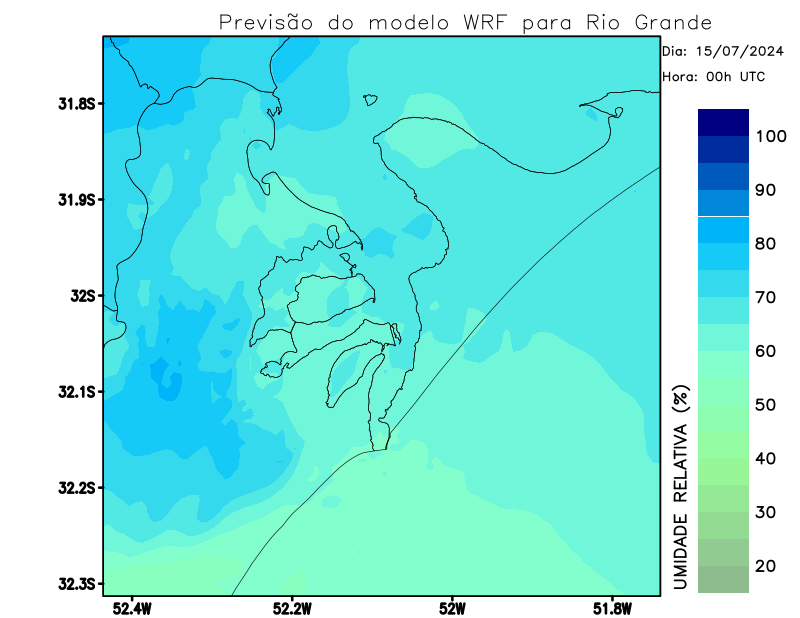 Previsão do modelo WRF para Rio Grande
Dia: 15/07/2024
Hora: 00h UTC
31.8S
31.9S
32S
32.1S
32.2S
32.3S
52.4W
52.2W
52W
51.8W
UMIDADE RELATIVA (%)
100
90
80
70
60
50
40
30
20